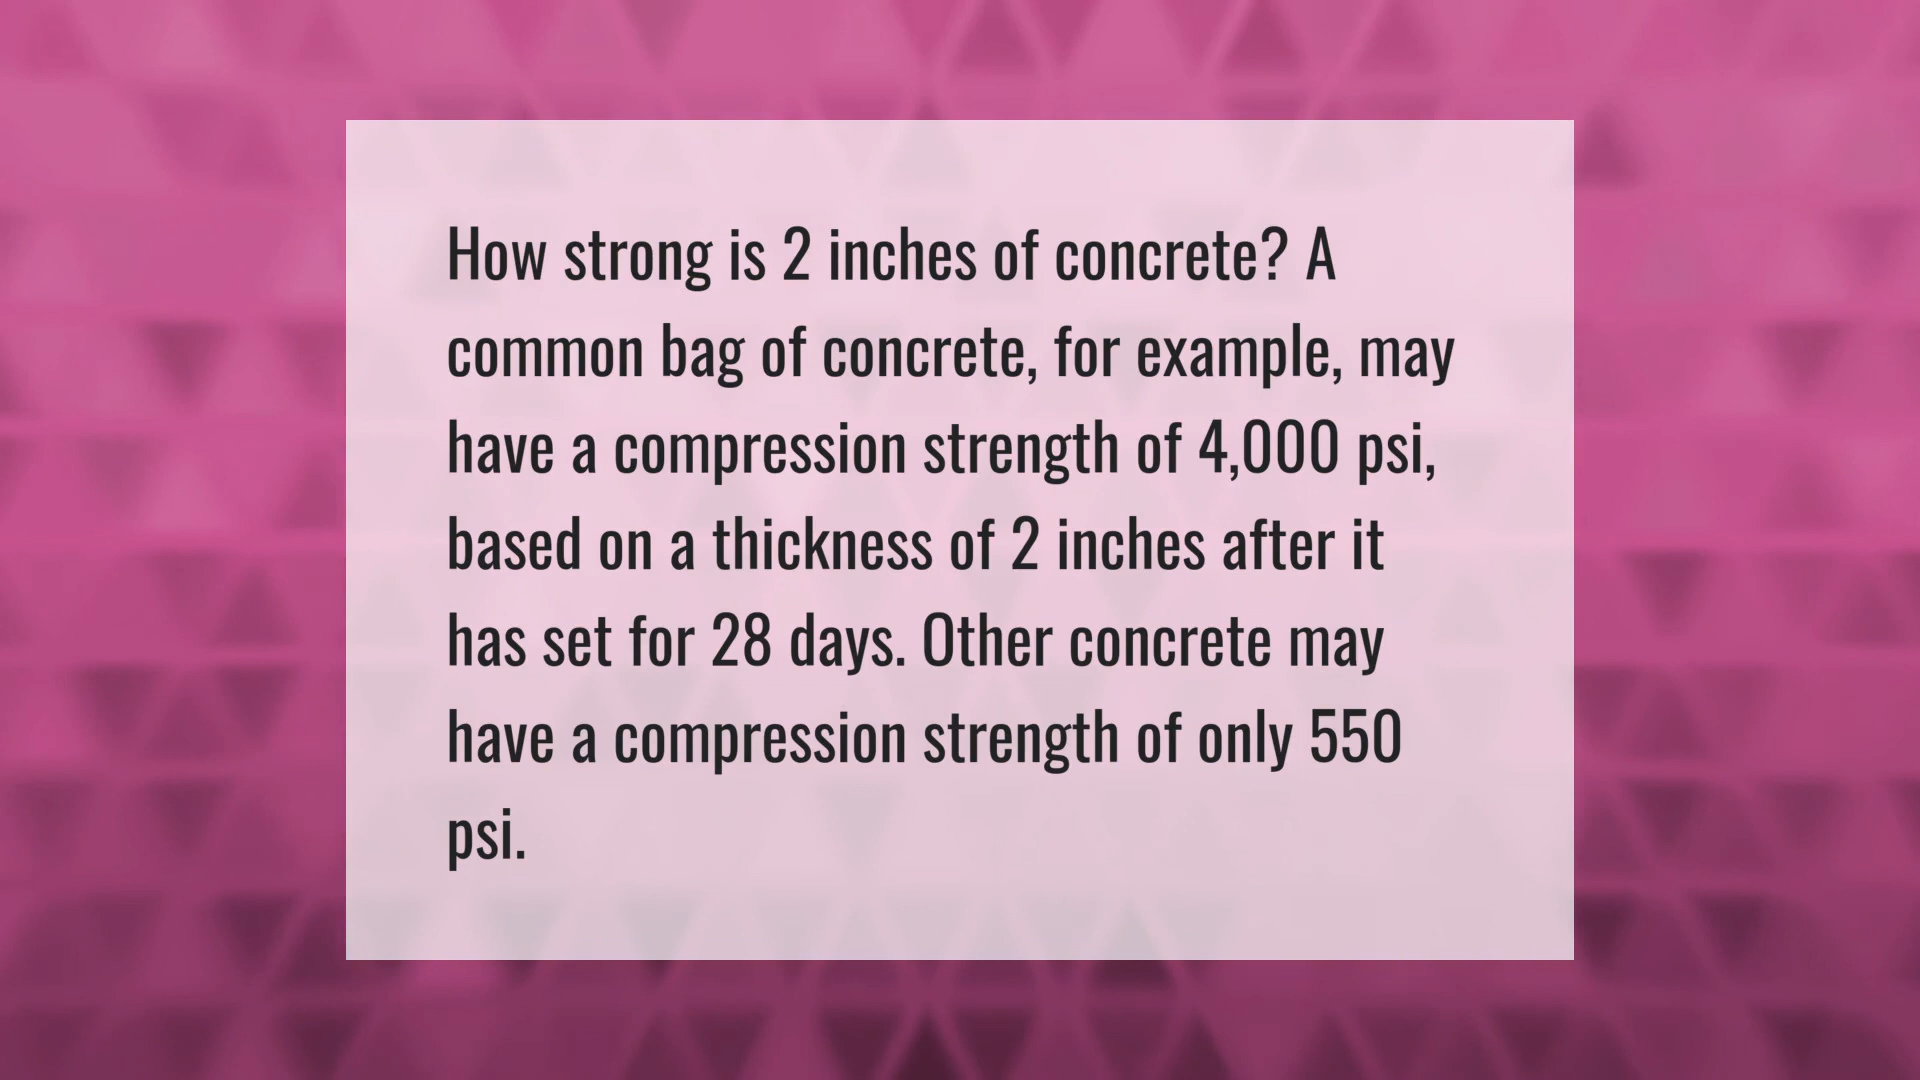 How strong is 2 inches of concrete? A
common bag of concrete, for example, may
have a compression strength of 4,000 psi,
based on a thickness of 2 inches after it
has set for 28 days. Other concrete may
have a compression strength of only 550
psi.